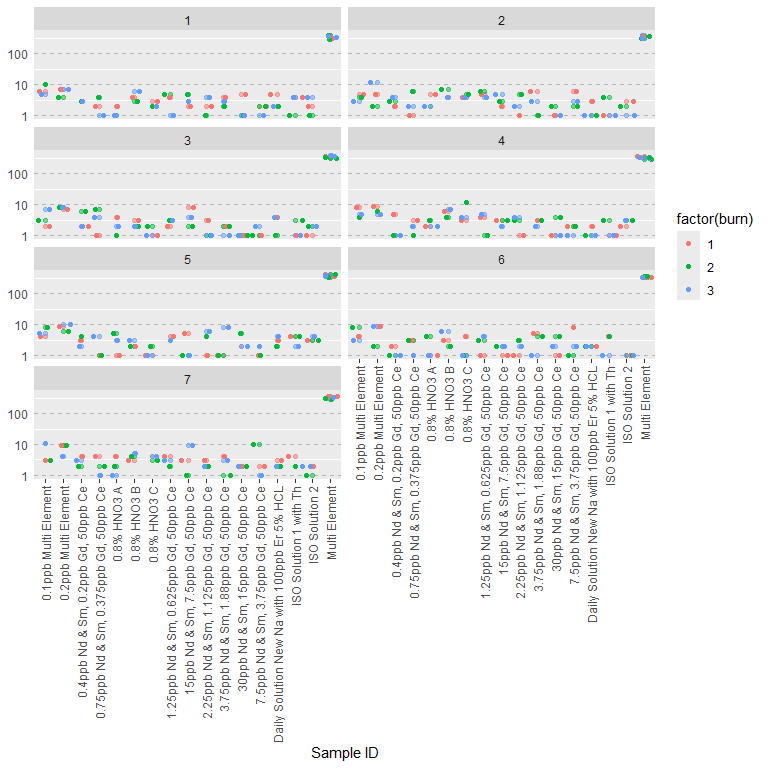 1
2
100
10
1
3
4
100
10
1
5
6
100
10
1
7
100
10
1
0.1ppb Multi Element
0.2ppb Multi Element
0.4ppb Nd & Sm, 0.2ppb Gd, 50ppb Ce
0.75ppb Nd & Sm, 0.375ppb Gd, 50ppb Ce
0.8% HNO3 A
0.8% HNO3 B
0.8% HNO3 C
1.25ppb Nd & Sm, 0.625ppb Gd, 50ppb Ce
15ppb Nd & Sm, 7.5ppb Gd, 50ppb Ce
2.25ppb Nd & Sm, 1.125ppb Gd, 50ppb Ce
3.75ppb Nd & Sm, 1.88ppb Gd, 50ppb Ce
30ppb Nd & Sm, 15ppb Gd, 50ppb Ce
7.5ppb Nd & Sm, 3.75ppb Gd, 50ppb Ce
Daily Solution New Na with 100ppb Er 5% HCL
ISO Solution 1 with Th
ISO Solution 2
Multi Element
0.1ppb Multi Element
0.2ppb Multi Element
0.4ppb Nd & Sm, 0.2ppb Gd, 50ppb Ce
0.75ppb Nd & Sm, 0.375ppb Gd, 50ppb Ce
0.8% HNO3 A
0.8% HNO3 B
0.8% HNO3 C
1.25ppb Nd & Sm, 0.625ppb Gd, 50ppb Ce
15ppb Nd & Sm, 7.5ppb Gd, 50ppb Ce
2.25ppb Nd & Sm, 1.125ppb Gd, 50ppb Ce
3.75ppb Nd & Sm, 1.88ppb Gd, 50ppb Ce
30ppb Nd & Sm, 15ppb Gd, 50ppb Ce
7.5ppb Nd & Sm, 3.75ppb Gd, 50ppb Ce
Daily Solution New Na with 100ppb Er 5% HCL
ISO Solution 1 with Th
ISO Solution 2
Multi Element
Sample ID
factor(burn)
1
2
3